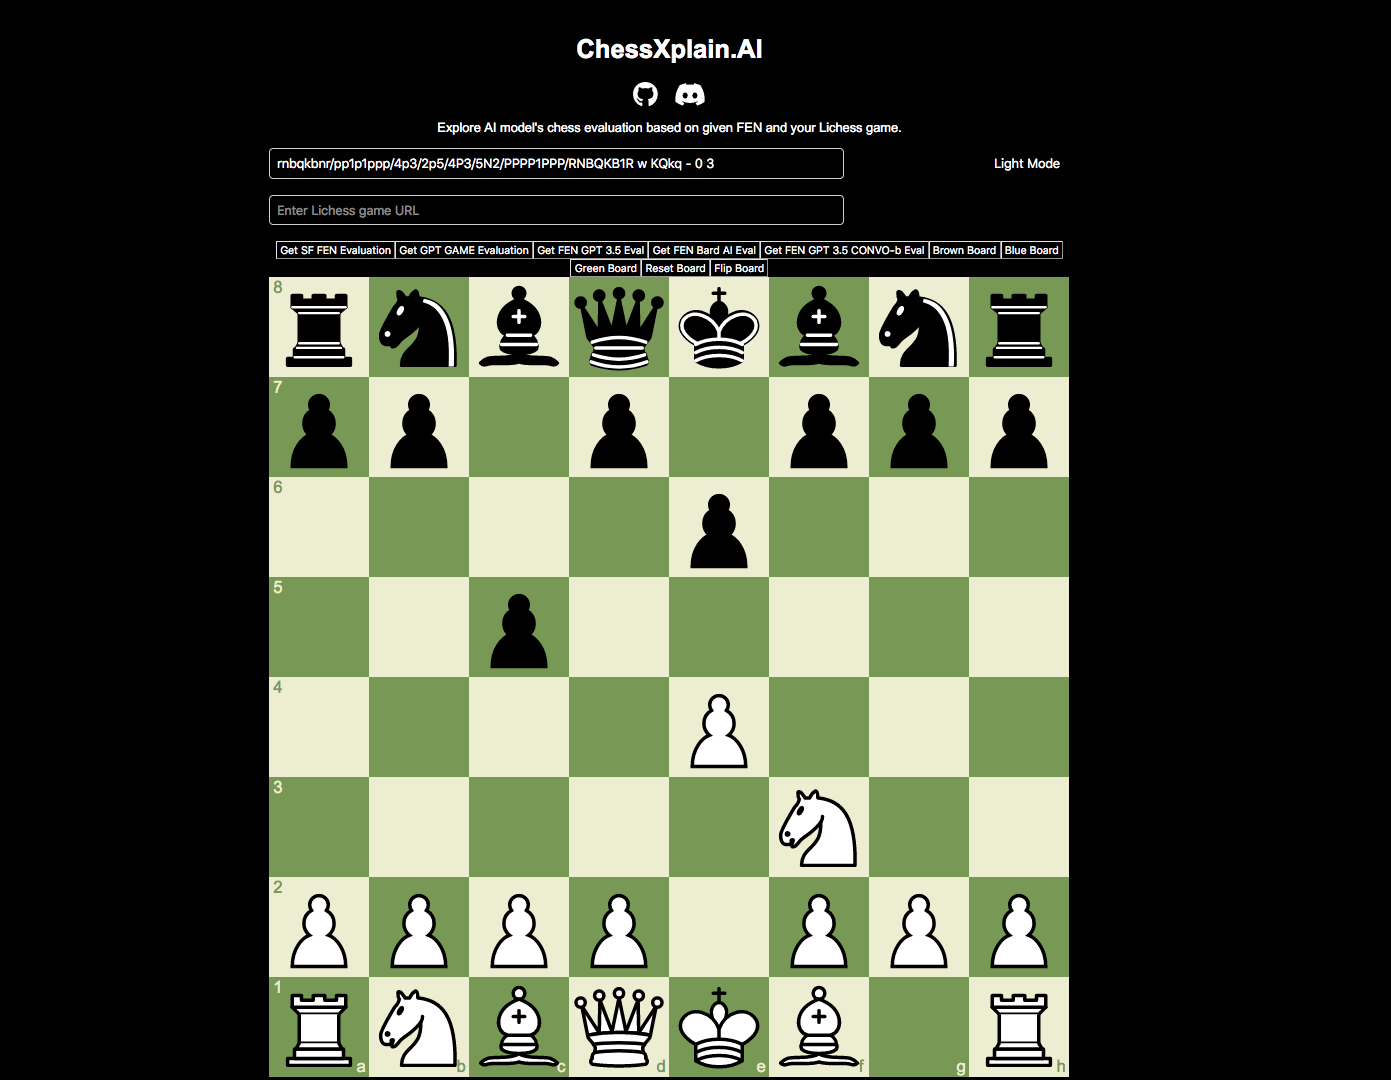 ChessXplain.AI
Explore AI model's chess evaluation based on given FEN and your Lichess game.
rnbqkbnr/pp1p1ppp/4p3/2p5/4P3/5N2/PPPP1PPP/RNBQKB1R w KQkq - 0 3
Light Mode
Enter Lichess game URL
Get SF FEN Evaluation Get GPT GAME Evaluation Get FEN GPT 3.5 Eval Get FEN Bard AI Eval Get FEN GPT 3.5 CONVO-b Eval Brown Board Blue Board
Green Board Reset Board Flip Board
8
7
6
5
4
3
2
1
a b c d e f g h